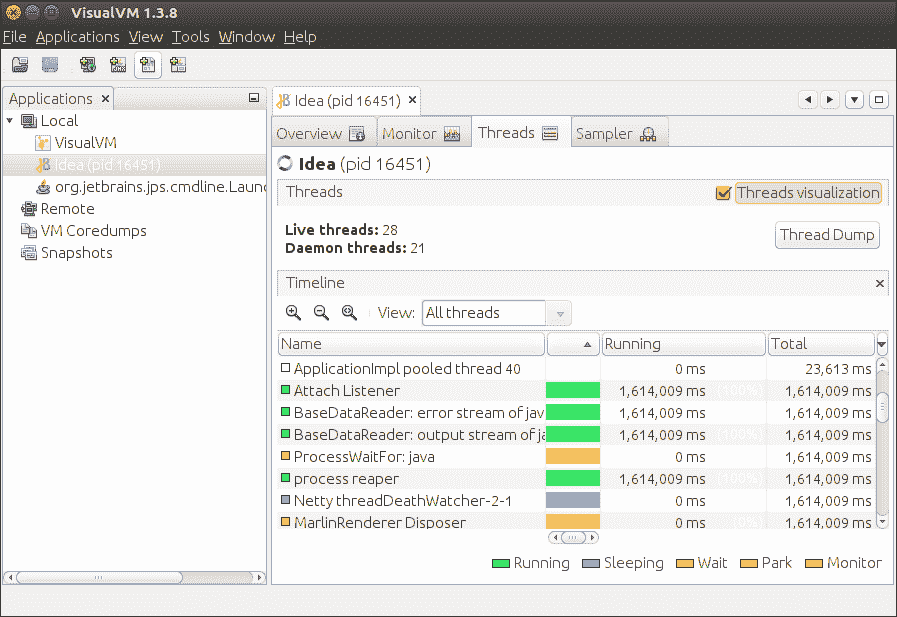 VisualVM 1.3.8
File Applications View Tools Window Help
Applications
Local
VisualVM
Idea (pid 16451)
org.jetbrains.jps.cmdline.Laun
Remote
VM Coredumps
Snapshots
Idea (pid 16451)
Overview Monitor Threads Sampler
Idea (pid 16451)
Threads Threads visualization
Live threads: 28
Daemon threads: 21
Thread Dump
Timeline
View: All threads
Name Running Total
ApplicationImpl pooled thread 40 0 ms 23,613 ms
Attach Listener 1,614,009 ms (100%) 1,614,009 ms
BaseDataReader: error stream of jav 1,614,009 ms (100%) 1,614,009 ms
BaseDataReader: output stream of ja 1,614,009 ms (100%) 1,614,009 ms
ProcessWaitFor: java 0 ms 1,614,009 ms
process reaper 1,614,009 ms (100%) 1,614,009 ms
Netty threadDeathWatcher-2-1 0 ms 1,614,009 ms
MarlinRenderer Disposer 0 ms (0%) 1,614,009 ms
Running Sleeping Wait Park Monitor